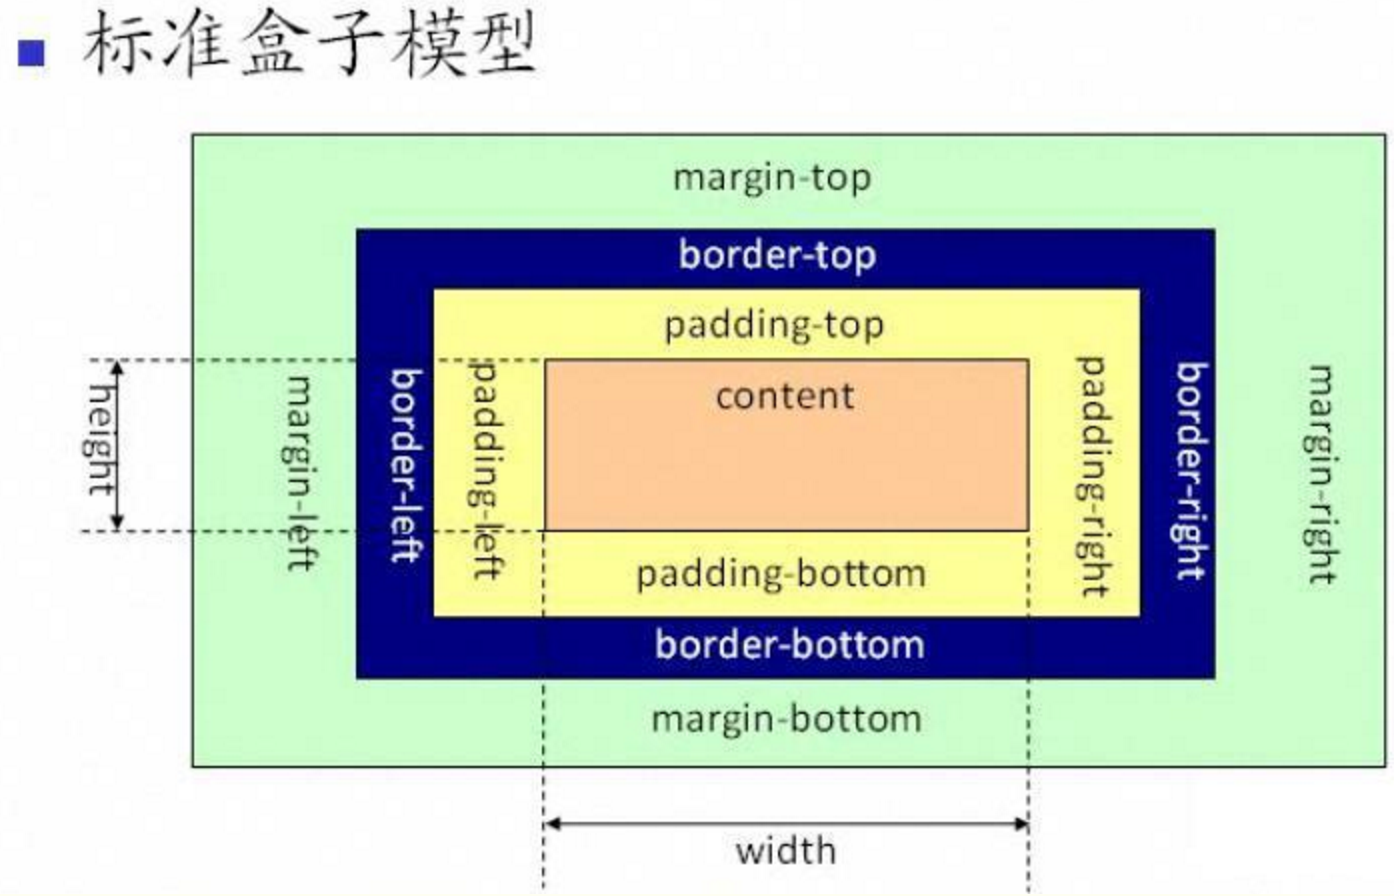 标准盒子模型
margin-top
border-top
padding-top
content
height
margin-left
border-left
padding-left
padding-right
border-right
margin-right
padding-bottom
border-bottom
margin-bottom
width